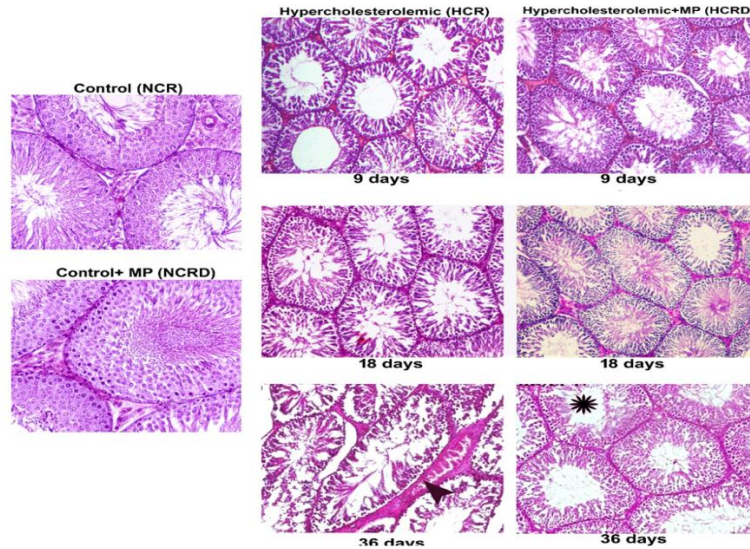 Control (NCR)
Control+ MP (NCRD)
Hypercholesterolemic (HCR)
9 days
18 days
36 days
Hypercholesterolemic+MP (HCRD)
9 days
18 days
36 days